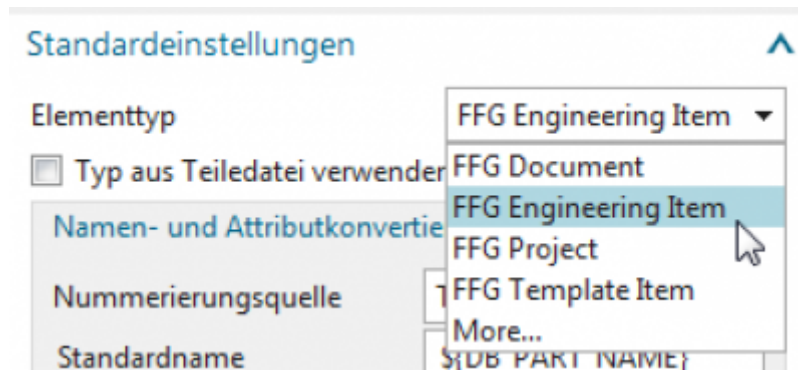 Standardeinstellungen
Elementtyp FFG Engineering Item
Typ aus Teiledatei verwenden FFG Document
FFG Engineering Item
Namen- und Attributkonvertie
FFG Project
Nummerierungsquelle FFG Template Item
More...
Standardname ${DB_PART_NAME}